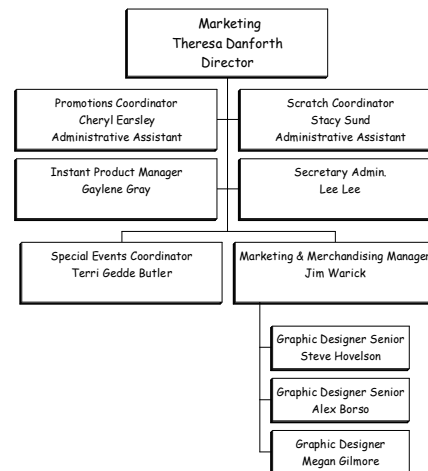 Marketing
Theresa Danforth
Director
Promotions Coordinator
Cheryl Earsley
Administrative Assistant
Scratch Coordinator
Stacy Sund
Administrative Assistant
Instant Product Manager
Gaylene Gray
Secretary Admin.
Lee Lee
Special Events Coordinator
Terri Gedde Butler
Marketing & Merchandising Manager
Jim Warick
Graphic Designer Senior
Steve Hovelson
Graphic Designer Senior
Alex Borso
Graphic Designer
Megan Gilmore